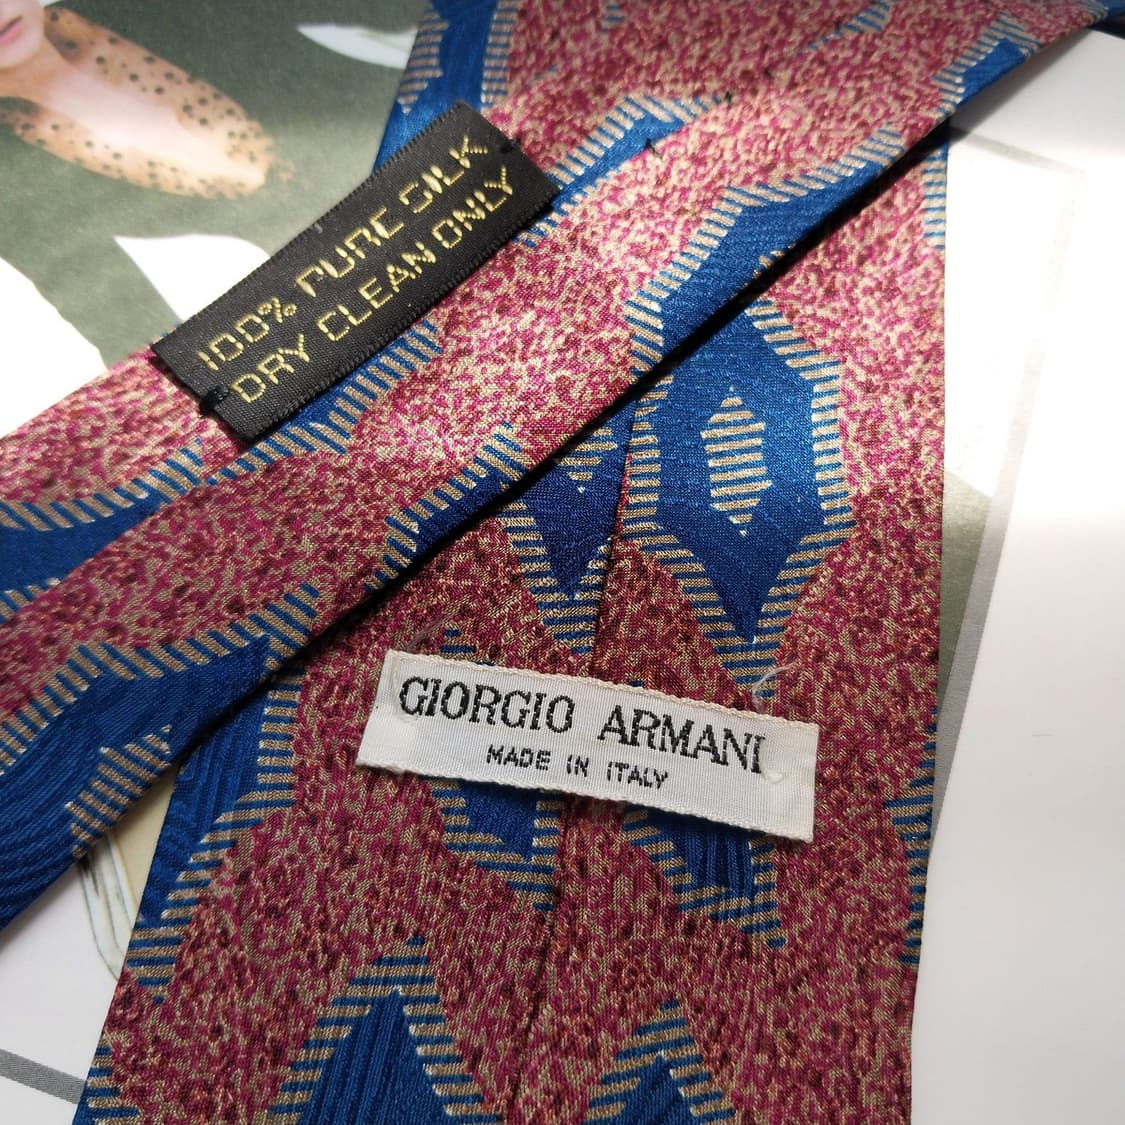 100% PURE SILK
DRY CLEAN ONLY
GIORGIO ARMANI
MADE IN ITALY